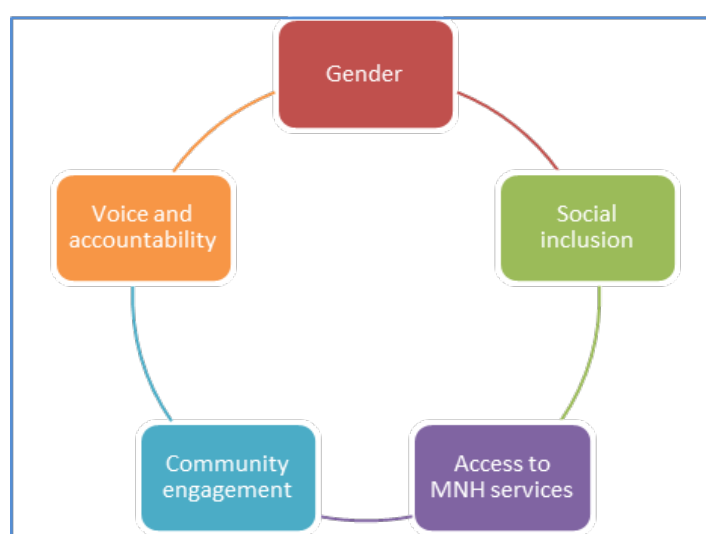 Gender
Social
inclusion
Access to
MNH services
Community
engagement
Voice and
accountability